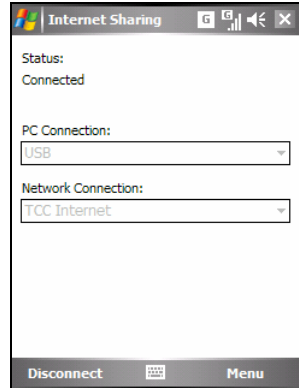 Internet Sharing
G
G
Status:
Connected
PC Connection:
USB
Network Connection:
TCC Internet
Disconnect
Menu